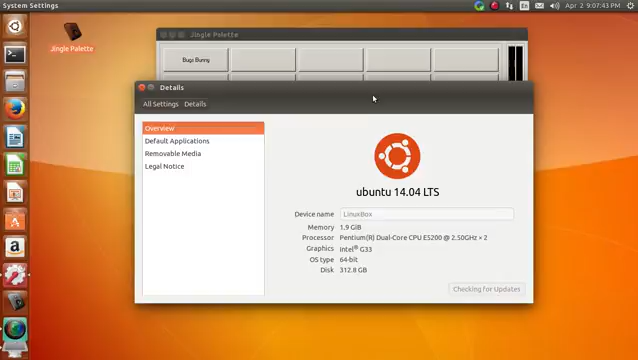 System Settings
En
Apr 2 9:07:43 PM
Jingle Palette
Jingle Palette
Bugs Bunny
Details
All Settings Details
Overview
Default Applications
Removable Media
Legal Notice
ubuntu 14.04 LTS
Device name LinuxBox
Memory 1.9 GiB
Processor Pentium(R) Dual-Core CPU E5200 @ 2.50GHz × 2
Graphics Intel® G33
OS type 64-bit
Disk 312.8 GB
Checking for Updates